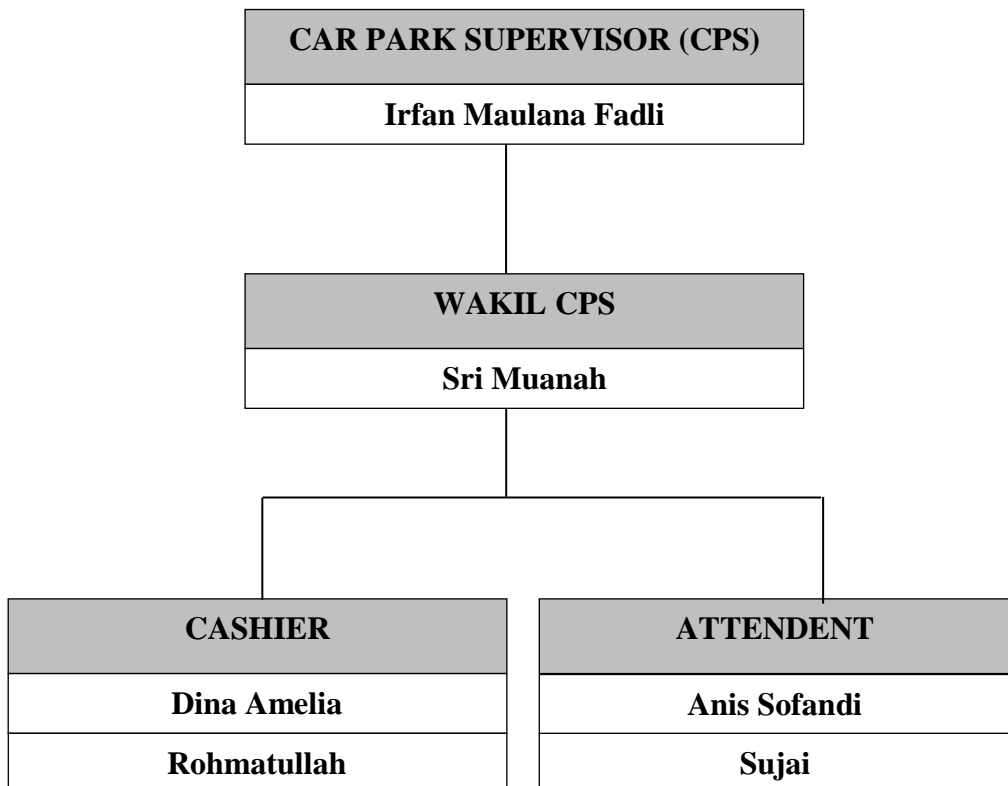 CAR PARK SUPERVISOR (CPS)
Irfan Maulana Fadli
WAKIL CPS
Sri Muanah
CASHIER
Dina Amelia
Rohmatullah
ATTENDENT
Anis Sofandi
Sujai